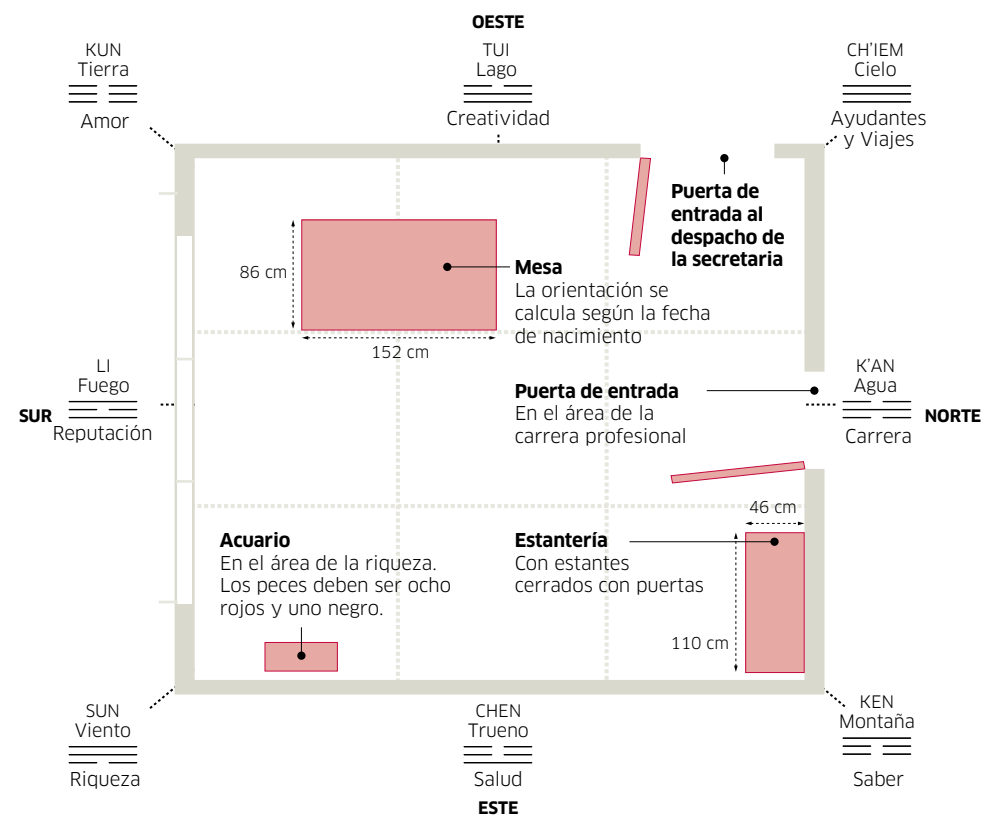 OESTE
KUN
Tierra
Amor
TUI
Lago
Creatividad
CH'IEM
Cielo
Ayudantes
y Viajes
Puerta de
entrada al
despacho de
la secretaria
86 cm
152 cm
Mesa
La orientación se
calcula según la fecha
de nacimiento
LI
Fuego
SUR
Reputación
Puerta de entrada
En el área de la
carrera profesional
K'AN
Agua
NORTE
Carrera
46 cm
110 cm
Acuario
En el área de la riqueza.
Los peces deben ser ocho
rojos y uno negro.
Estantería
Con estantes
cerrados con puertas
SUN
Viento
Riqueza
CHEN
Trueno
Salud
ESTE
KEN
Montaña
Saber